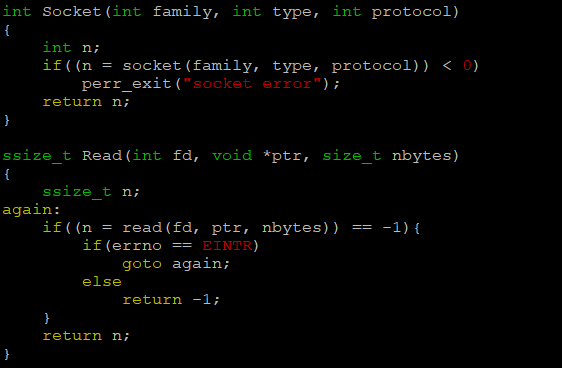 int Socket(int family, int type, int protocol)
{
    int n;
    if((n = socket(family, type, protocol)) < 0)
        perr_exit("socket error");
    return n;
}

ssize_t Read(int fd, void *ptr, size_t nbytes)
{
    ssize_t n;
again:
    if((n = read(fd, ptr, nbytes)) == -1){
        if(errno == EINTR)
            goto again;
        else
            return -1;
    }
    return n;
}